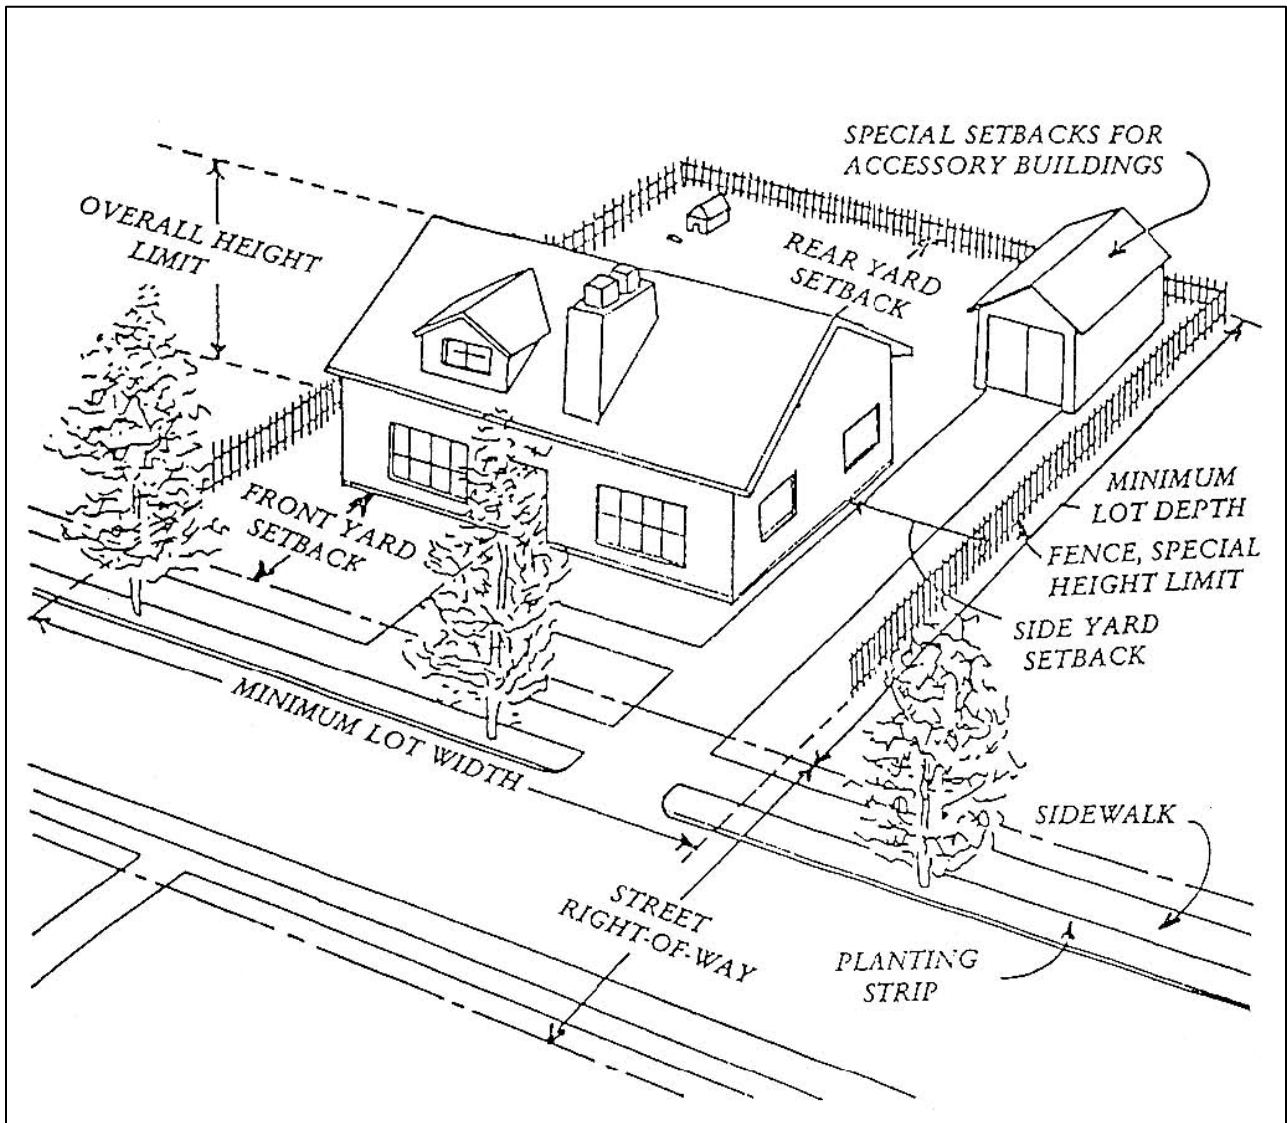 SPECIAL SETBACKS FOR
ACCESSORY BUILDINGS
OVERALL HEIGHT
LIMIT
REAR YARD
SETBACK
FRONT YARD
SETBACK
MINIMUM
LOT DEPTH
FENCE, SPECIAL
HEIGHT LIMIT
SIDE YARD
SETBACK
MINIMUM LOT WIDTH
SIDEWALK
STREET
RIGHT-OF-WAY
PLANTING
STRIP